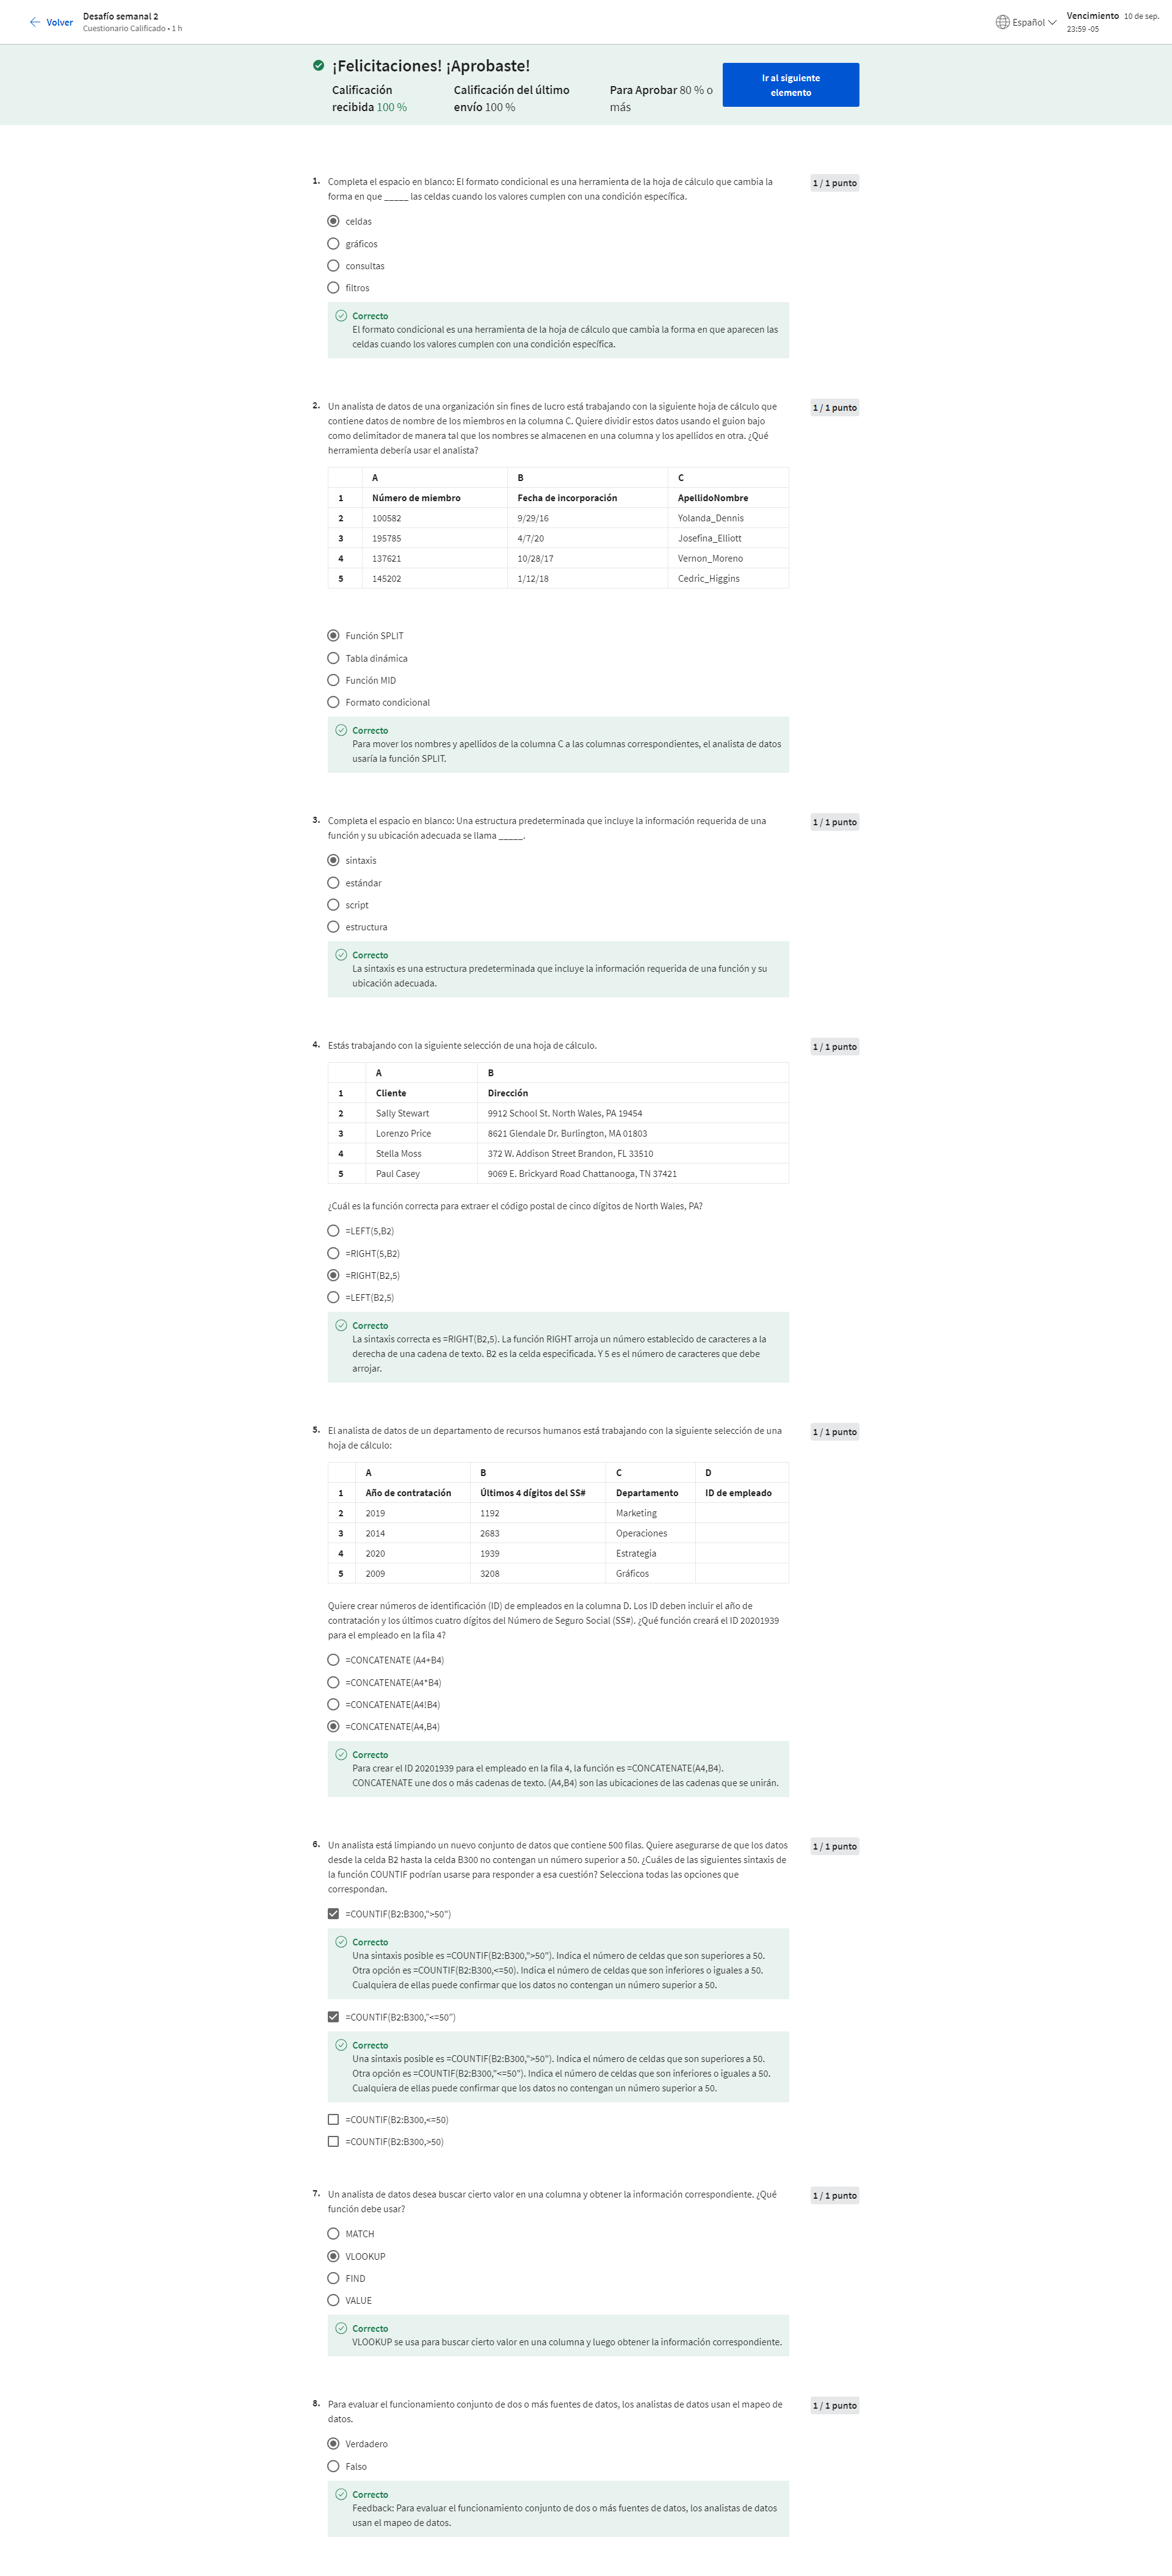 Volver
Desafío semanal 2
Cuestionario Calificado • 1 h
Español
Vencimiento 10 de sep.
23:59 -05
¡Felicitaciones! ¡Aprobaste!
Calificación
recibida 100 %
Calificación del último
envío 100 %
Para Aprobar 80 % o
más
Ir al siguiente
elemento
1. Completa el espacio en blanco: El formato condicional es una herramienta de la hoja de cálculo que cambia la
forma en que _____ las celdas cuando los valores cumplen con una condición específica.
1 / 1 punto
celdas
gráficos
consultas
filtros
Correcto
El formato condicional es una herramienta de la hoja de cálculo que cambia la forma en que aparecen las
celdas cuando los valores cumplen con una condición específica.
2. Un analista de datos de una organización sin fines de lucro está trabajando con la siguiente hoja de cálculo que
contiene datos de nombre de los miembros en la columna C. Quiere dividir estos datos usando el guion bajo
como delimitador de manera tal que los nombres se almacenen en una columna y los apellidos en otra. ¿Qué
herramienta debería usar el analista?
1 / 1 punto
A B C
1 Número de miembro Fecha de incorporación ApellidoNombre
2 100582 9/29/16 Yolanda_Dennis
3 195785 4/7/20 Josefina_Elliott
4 137621 10/28/17 Vernon_Moreno
5 145202 1/12/18 Cedric_Higgins
Función SPLIT
Tabla dinámica
Función MID
Formato condicional
Correcto
Para mover los nombres y apellidos de la columna C a las columnas correspondientes, el analista de datos
usaría la función SPLIT.
3. Completa el espacio en blanco: Una estructura predeterminada que incluye la información requerida de una
función y su ubicación adecuada se llama _____.
1 / 1 punto
sintaxis
estándar
script
estructura
Correcto
La sintaxis es una estructura predeterminada que incluye la información requerida de una función y su
ubicación adecuada.
4. Estás trabajando con la siguiente selección de una hoja de cálculo.
1 / 1 punto
A B
1 Cliente Dirección
2 Sally Stewart 9912 School St. North Wales, PA 19454
3 Lorenzo Price 8621 Glendale Dr. Burlington, MA 01803
4 Stella Moss 372 W. Addison Street Brandon, FL 33510
5 Paul Casey 9069 E. Brickyard Road Chattanooga, TN 37421
¿Cuál es la función correcta para extraer el código postal de cinco dígitos de North Wales, PA?
=LEFT(5,B2)
=RIGHT(5,B2)
=RIGHT(B2,5)
=LEFT(B2,5)
Correcto
La sintaxis correcta es =RIGHT(B2,5). La función RIGHT arroja un número establecido de caracteres a la
derecha de una cadena de texto. B2 es la celda especificada. Y 5 es el número de caracteres que debe
arrojar.
5. El analista de datos de un departamento de recursos humanos está trabajando con la siguiente selección de una
hoja de cálculo:
1 / 1 punto
A B C D
1 Año de contratación Últimos 4 dígitos del SS# Departamento ID de empleado
2 2019 1192 Marketing
3 2014 2683 Operaciones
4 2020 1939 Estrategia
5 2009 3208 Gráficos
Quiere crear números de identificación (ID) de empleados en la columna D. Los ID deben incluir el año de
contratación y los últimos cuatro dígitos del Número de Seguro Social (SS#). ¿Qué función creará el ID 20201939
para el empleado en la fila 4?
=CONCATENATE (A4+B4)
=CONCATENATE(A4*B4)
=CONCATENATE(A4!B4)
=CONCATENATE(A4,B4)
Correcto
Para crear el ID 20201939 para el empleado en la fila 4, la función es =CONCATENATE(A4,B4).
CONCATENATE une dos o más cadenas de texto. (A4,B4) son las ubicaciones de las cadenas que se unirán.
6. Un analista está limpiando un nuevo conjunto de datos que contiene 500 filas. Quiere asegurarse de que los datos
desde la celda B2 hasta la celda B300 no contengan un número superior a 50. ¿Cuáles de las siguientes sintaxis de
la función COUNTIF podrían usarse para responder a esa cuestión? Selecciona todas las opciones que
correspondan.
1 / 1 punto
=COUNTIF(B2:B300,">50")
Correcto
Una sintaxis posible es =COUNTIF(B2:B300,">50"). Indica el número de celdas que son superiores a 50.
Otra opción es =COUNTIF(B2:B300,<=50). Indica el número de celdas que son inferiores o iguales a 50.
Cualquiera de ellas puede confirmar que los datos no contengan un número superior a 50.
=COUNTIF(B2:B300,"<=50")
Correcto
Una sintaxis posible es =COUNTIF(B2:B300,">50"). Indica el número de celdas que son superiores a 50.
Otra opción es =COUNTIF(B2:B300,"<=50"). Indica el número de celdas que son inferiores o iguales a 50.
Cualquiera de ellas puede confirmar que los datos no contengan un número superior a 50.
=COUNTIF(B2:B300,<=50)
=COUNTIF(B2:B300,>50)
7. Un analista de datos desea buscar cierto valor en una columna y obtener la información correspondiente. ¿Qué
función debe usar?
1 / 1 punto
MATCH
VLOOKUP
FIND
VALUE
Correcto
VLOOKUP se usa para buscar cierto valor en una columna y luego obtener la información correspondiente.
8. Para evaluar el funcionamiento conjunto de dos o más fuentes de datos, los analistas de datos usan el mapeo de
datos.
1 / 1 punto
Verdadero
Falso
Correcto
Feedback: Para evaluar el funcionamiento conjunto de dos o más fuentes de datos, los analistas de datos
usan el mapeo de datos.